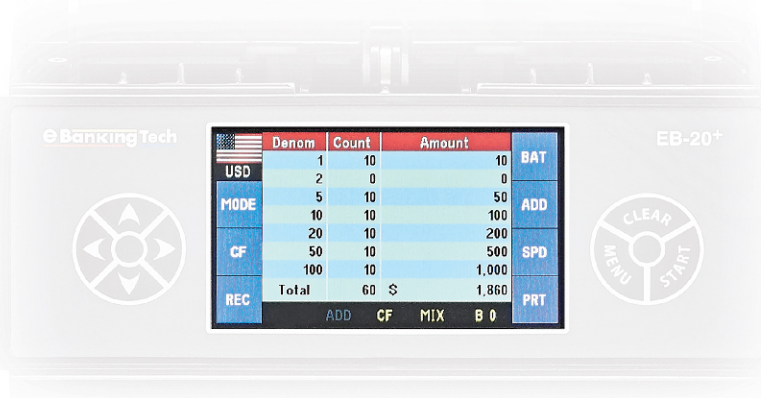 e Banking Tech
EB-20+
USD
MODE
CF
REC
Denom Count Amount
1 10 10
2 0 0
5 10 50
10 10 100
20 10 200
50 10 500
100 10 1,000
Total 60 $ 1,860
ADD CF MIX B 0
BAT
ADD
SPD
PRT
CLEAR
MENU
START